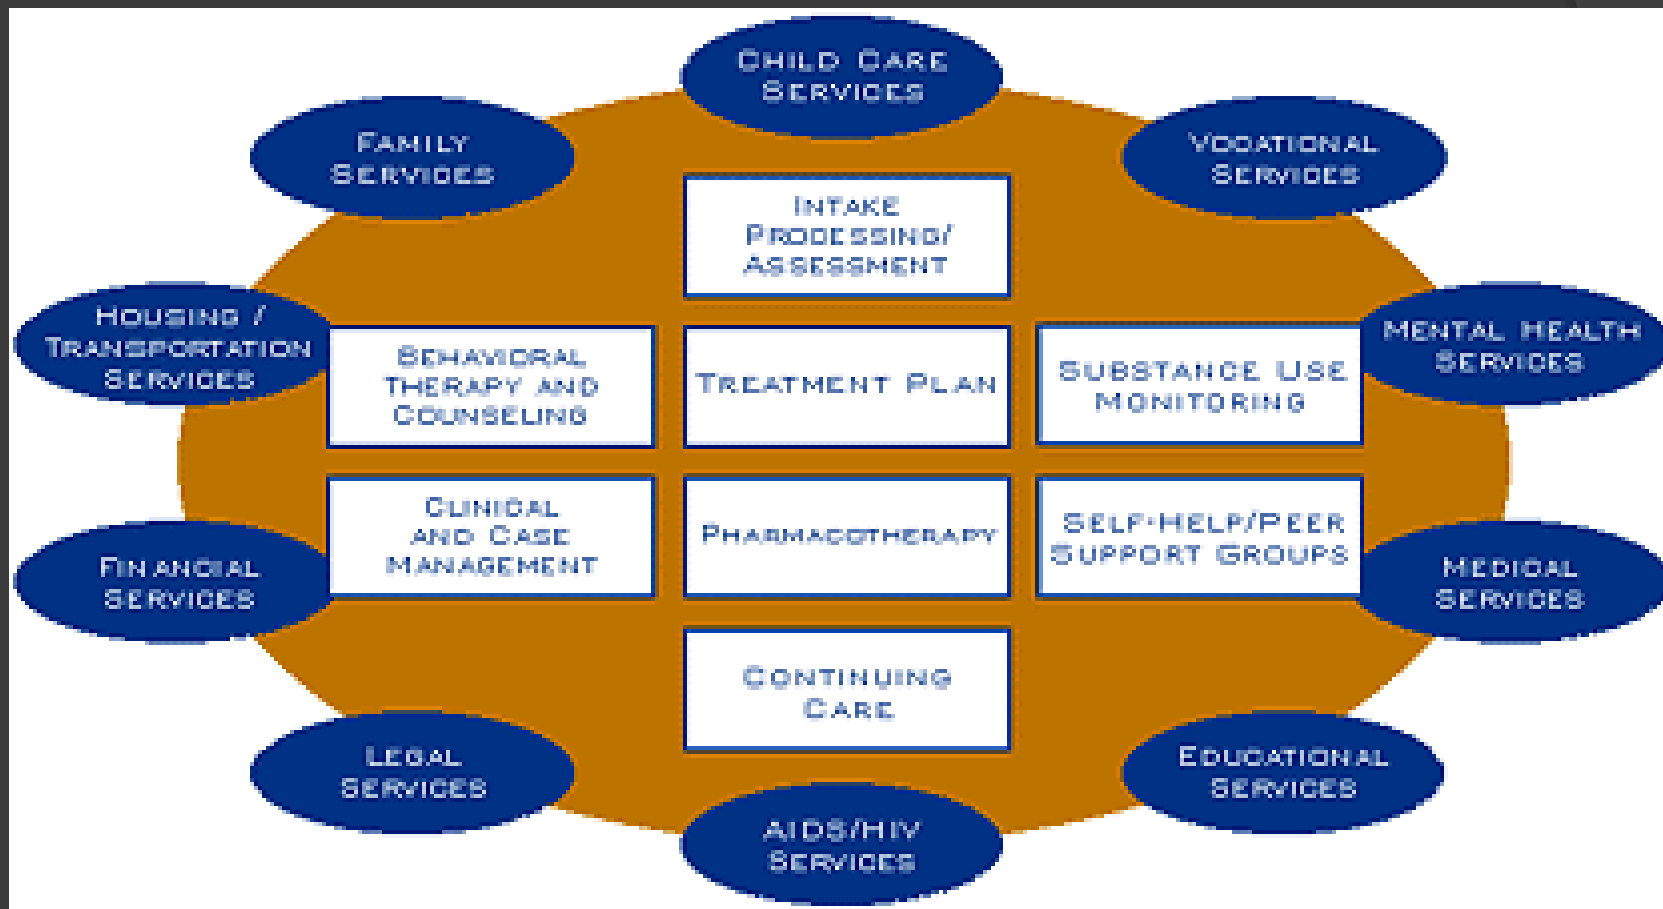 CHILD CARE
SERVICES
FAMILY
SERVICES
VOCATIONAL
SERVICES
INTAKE
PROCESSING/
ASSESSMENT
HOUSING /
TRANSPORTATION
SERVICES
BEHAVIORAL
THERAPY AND
COUNSELING
TREATMENT PLAN
SUBSTANCE USE
MONITORING
MENTAL HEALTH
SERVICES
FINANCIAL
SERVICES
CLINICAL
AND CASE
MANAGEMENT
PHARMACOTHERAPY
SELF-HELP/PEER
SUPPORT GROUPS
MEDICAL
SERVICES
CONTINUING
CARE
LEGAL
SERVICES
EDUCATIONAL
SERVICES
AIDS/HIV
SERVICES